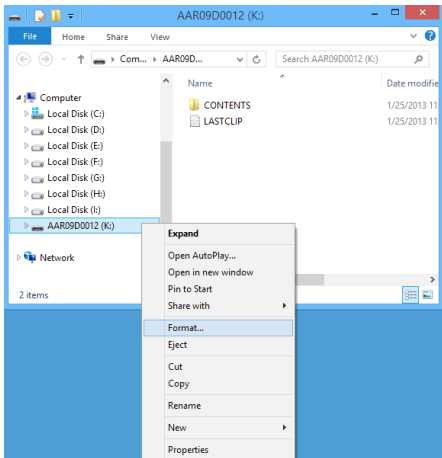 AAR09D0012 (K:)
File Home Share View
Com... AAR09D... Search AAR09D0012 (K:)
Name Date modifie
Computer
Local Disk (C:)
Local Disk (D:)
Local Disk (E:)
Local Disk (F:)
Local Disk (G:)
Local Disk (H:)
Local Disk (I:)
AAR09D0012 (K:)
Network
CONTENTS 1/25/2013 11
LASTCLIP 1/25/2013 11
2 items
Expand
Open AutoPlay...
Open in new window
Pin to Start
Share with
Format...
Eject
Cut
Copy
Rename
New
Properties